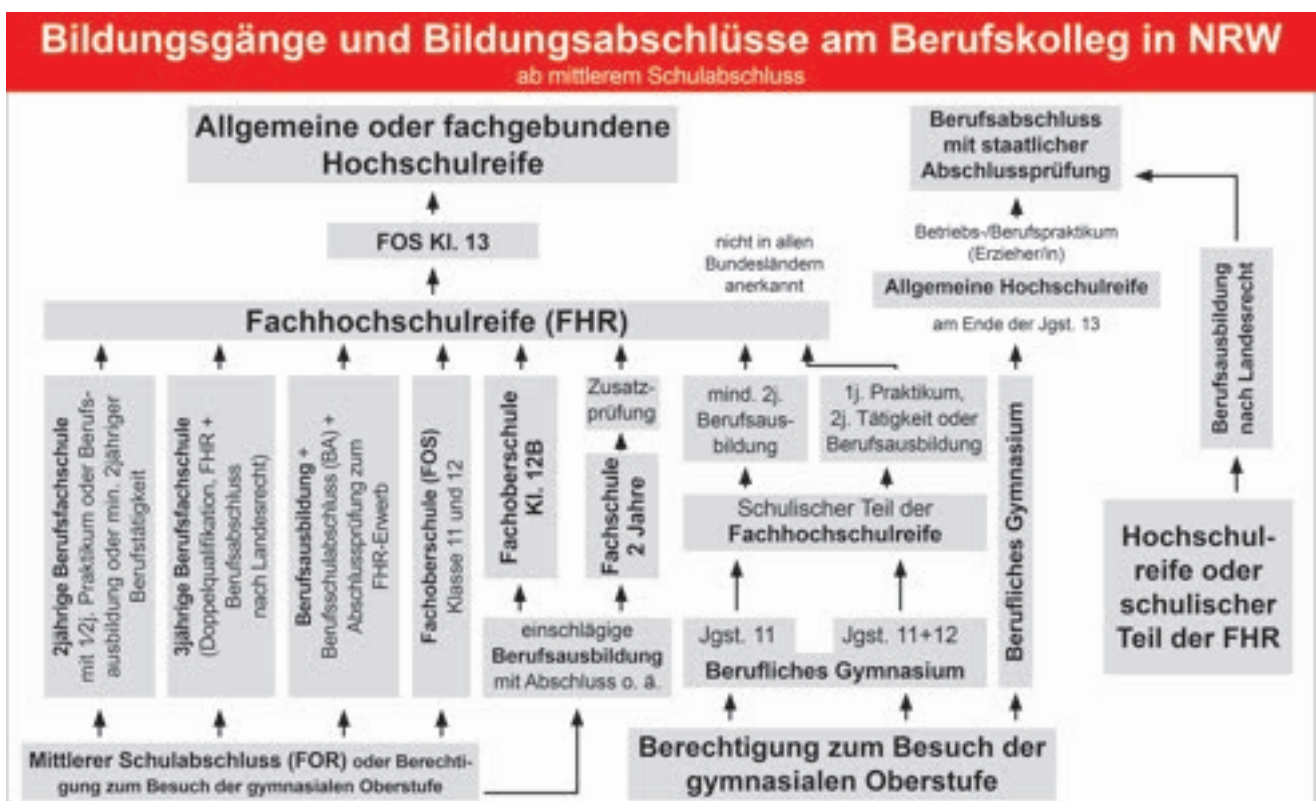 Bildungsgänge und Bildungsabschlüsse am Berufskolleg in NRW
ab mittlerem Schulabschluss
Allgemeine oder fachgebundene
Hochschulreife
FOS Kl. 13
Fachhochschulreife (FHR)
nicht in allen
Bundesländern
anerkannt
Berufsabschluss
mit staatlicher
Abschlussprüfung
Betriebs-/Berufspraktikum
(Erzieher/in)
Allgemeine Hochschulreife
am Ende der Jgst. 13
Berufsausbildung
nach Landesrecht
2jährige Berufsfachschule
mit 1⁄2j. Praktikum oder Berufs-
ausbildung oder min. 2jähriger
Berufstätigkeit
3jährige Berufsfachschule
(Doppelqualifikation, FHR +
Berufsabschluss
nach Landesrecht)
Berufsausbildung +
Berufsschulabschluss (BA) +
Abschlussprüfung zum
FHR-Erwerb
Fachoberschule (FOS)
Klasse 11 und 12
Fachoberschule
Kl. 12B
Zusatz-
prüfung
Fachschule
2 Jahre
einschlägige
Berufsausbildung
mit Abschluss o. ä.
mind. 2j.
Berufsaus-
bildung
1j. Praktikum,
2j. Tätigkeit oder
Berufsausbildung
Schulischer Teil der
Fachhochschulreife
Jgst. 11
Jgst. 11+12
Berufliches Gymnasium
Berufliches Gymnasium
Hochschul-
reife oder
schulischer
Teil der FHR
Mittlerer Schulabschluss (FOR) oder Berechti-
gung zum Besuch der gymnasialen Oberstufe
Berechtigung zum Besuch der
gymnasialen Oberstufe